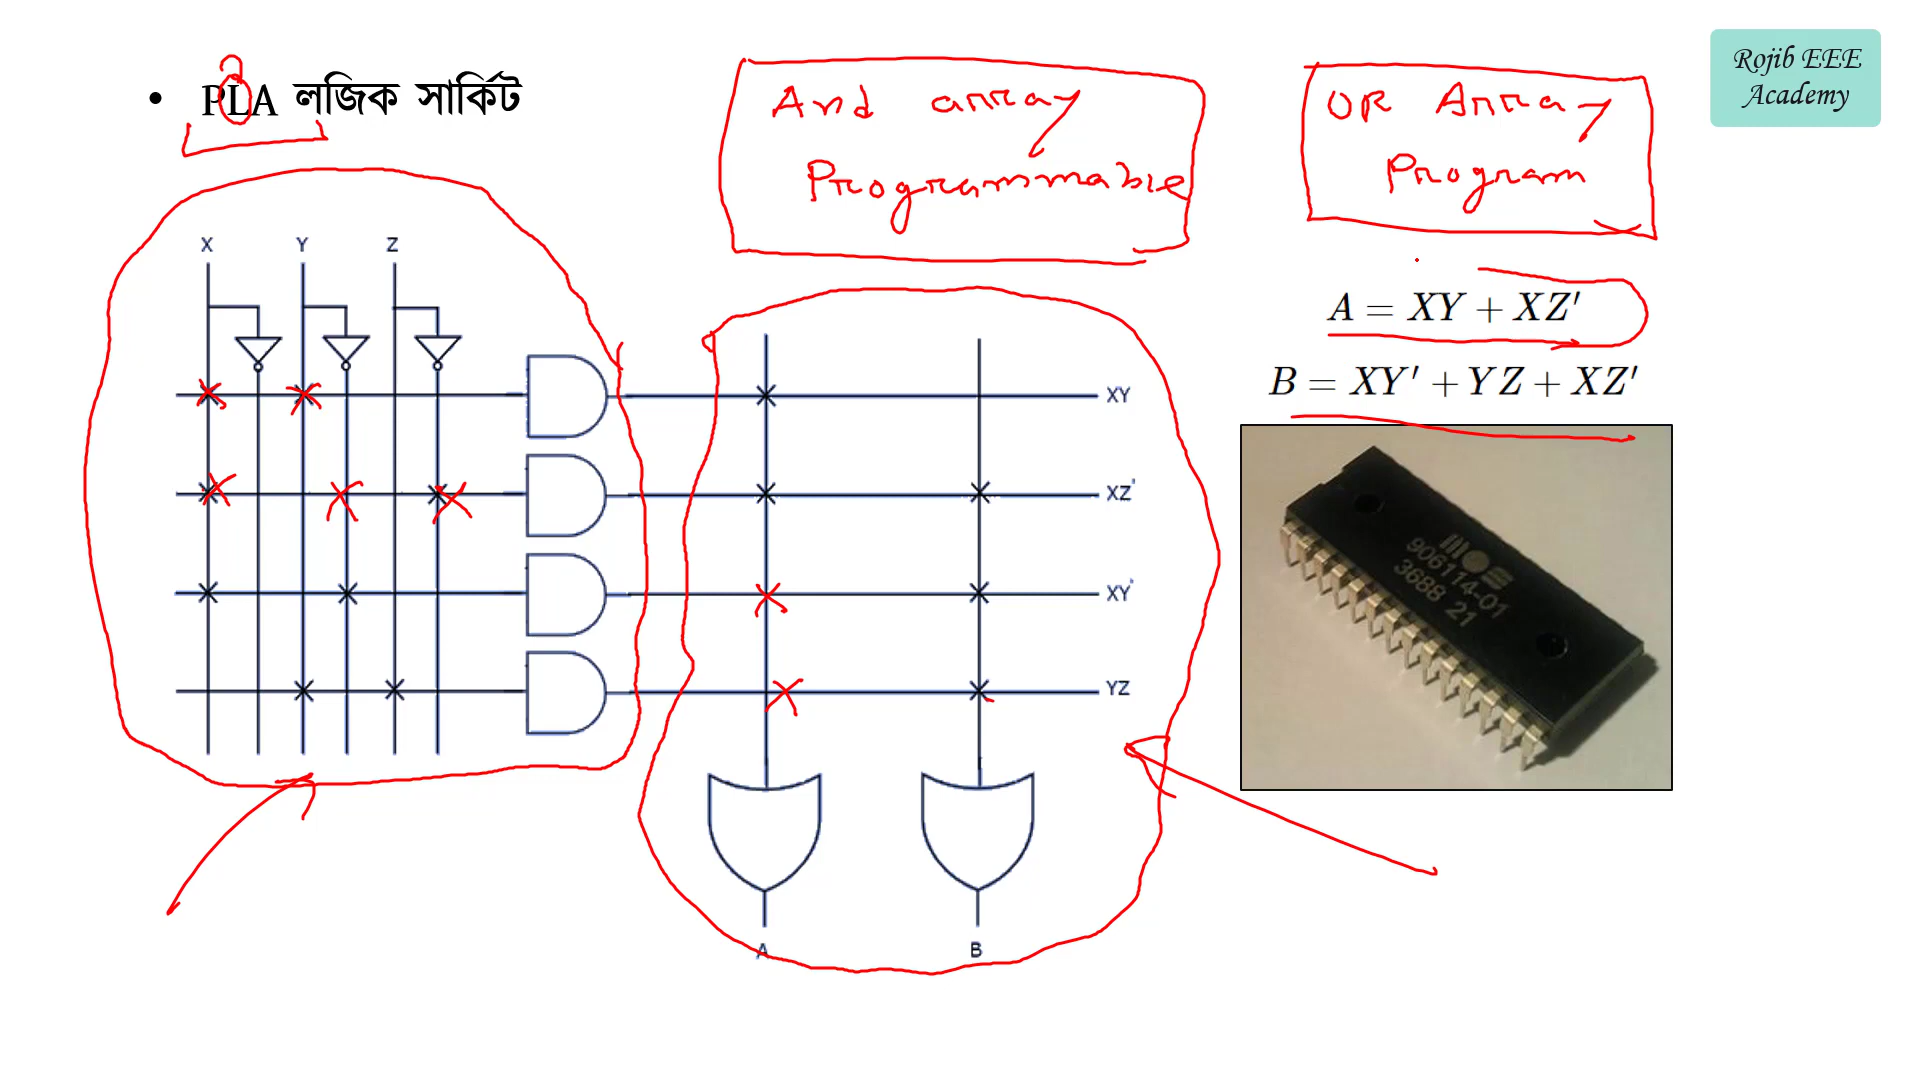 • PLA লজিক সার্কিট
2
And array
Programmable
OR Array
Program
Rojib EEE
Academy
X Y Z
A = XY + XZ'
B = XY' + YZ + XZ'
XY
XZ'
XY'
YZ
A B
906114-01
3688 21